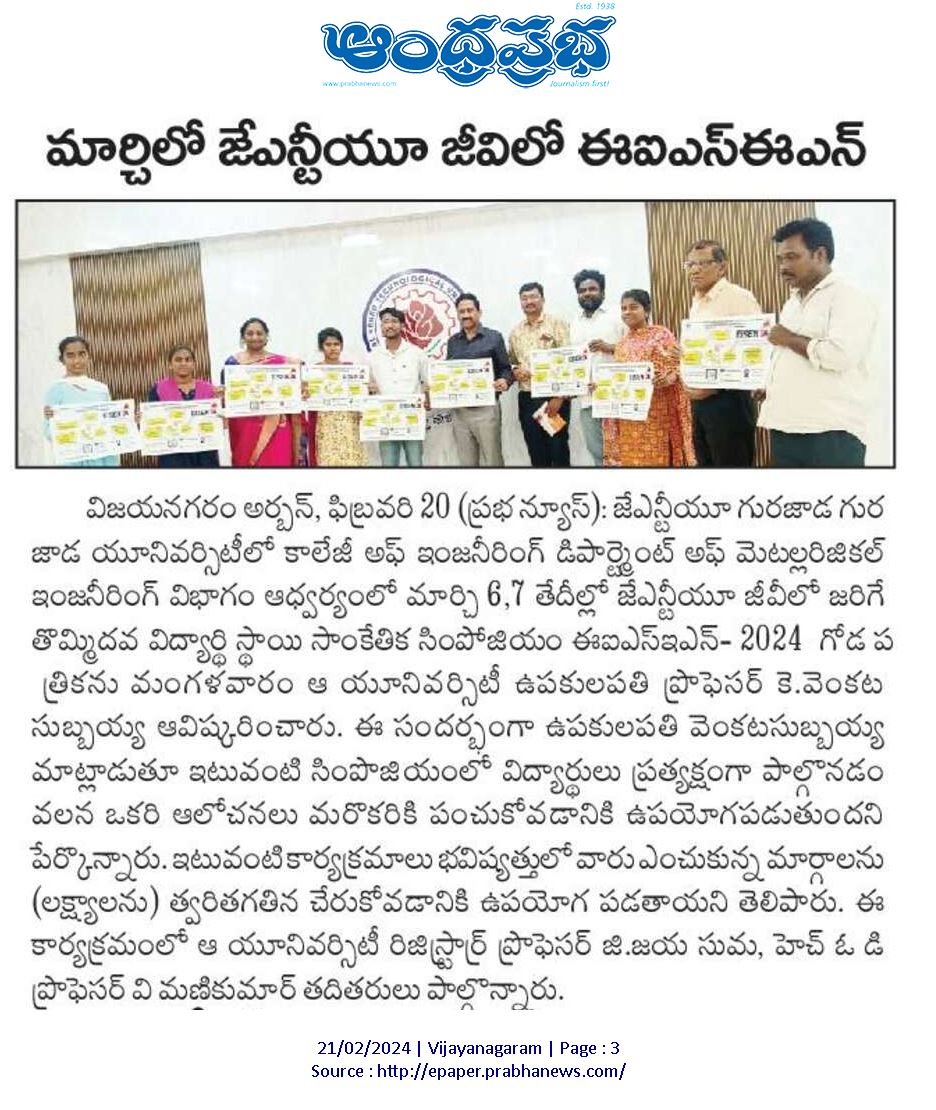 Estd. 1938
ఆంధ్రప్రభ
www.prabhanews.com
Journalism first!
మార్చిలో జేఎన్టీయూ జీవిలో ఈఐఎస్ఈఎన్
విజయనగరం అర్బన్, ఫిబ్రవరి 20 (ప్రభ న్యూస్): జేఎన్టీయూ గురజాడ గుర
జాడ యూనివర్సిటీలో కాలేజీ అఫ్ ఇంజనీరింగ్ డిపార్ట్మెంట్ అఫ్ మెటల్లరిజికల్
ఇంజనీరింగ్ విభాగం ఆధ్వర్యంలో మార్చి 6,7 తేదీల్లో జేఎన్టీయూ జీవీలో జరిగే
తొమ్మిదవ విద్యార్థి స్థాయి సాంకేతిక సింపోజియం ఈఐఎస్ఇఎన్- 2024 గోడ ప
త్రికను మంగళవారం ఆ యూనివర్సిటీ ఉపకులపతి ప్రొఫెసర్ కె.వెంకట
సుబ్బయ్య ఆవిష్కరించారు. ఈ సందర్భంగా ఉపకులపతి వెంకటసుబ్బయ్య
మాట్లాడుతూ ఇటువంటి సింపొజియంలో విద్యార్థులు ప్రత్యక్షంగా పాల్గొనడం
వలన ఒకరి ఆలోచనలు మరొకరికి పంచుకోవడానికి ఉపయోగపడుతుందని
పేర్కొన్నారు. ఇటువంటి కార్యక్రమాలు భవిష్యత్తులో వారు ఎంచుకున్న మార్గాలను
(లక్ష్యాలను) త్వరితగతిన చేరుకోవడానికి ఉపయోగ పడతాయని తెలిపారు. ఈ
కార్యక్రమంలో ఆ యూనివర్సిటీ రిజిస్ట్రార్ ప్రొఫెసర్ జి.జయ సుమ, హెచ్ ఓ డి
ప్రొఫెసర్ వి మణికుమార్ తదితరులు పాల్గొన్నారు.
21/02/2024 | Vijayanagaram | Page : 3
Source : http://epaper.prabhanews.com/